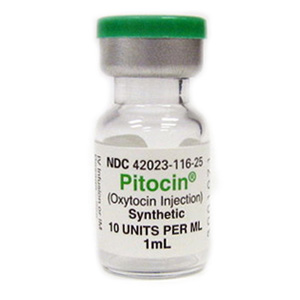 NDC 42023-116-25
Pitocin®
(Oxytocin Injection)
Synthetic
10 UNITS PER ML
1mL